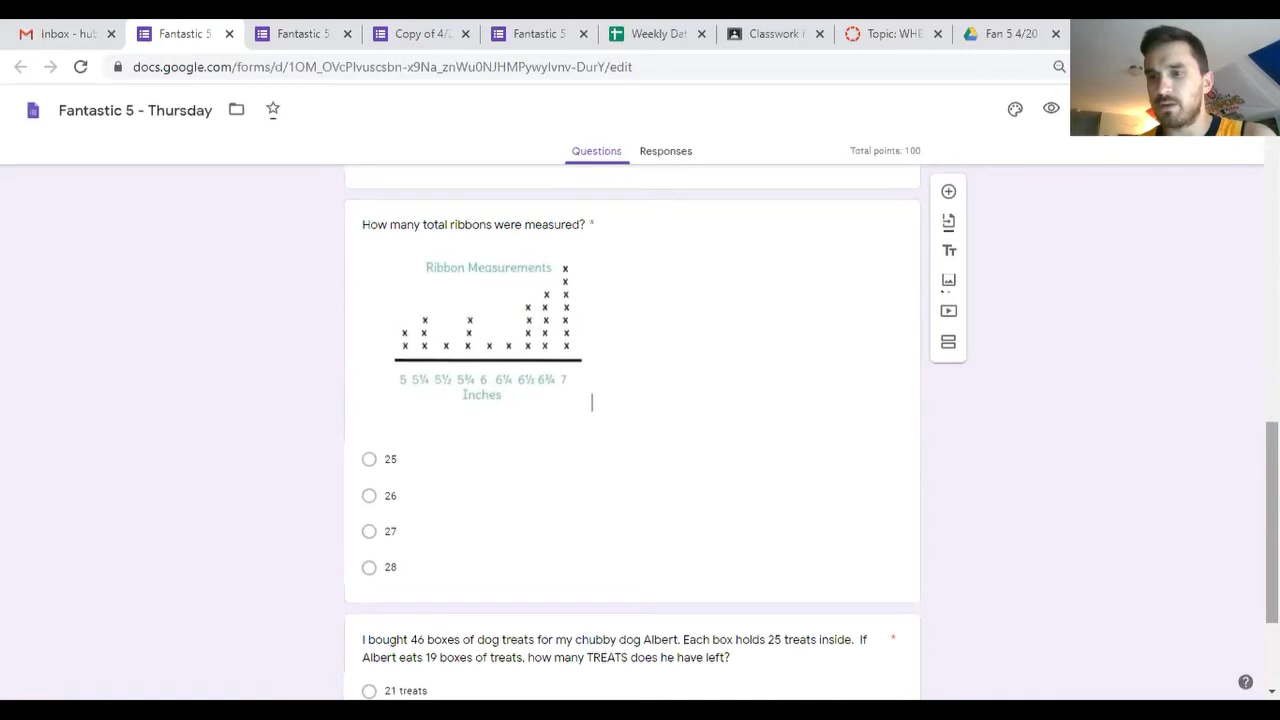 Inbox - hu
Fantastic 5
Fantastic 5
Copy of 4/2
Fantastic 5
Weekly Dat
Classwork f
Topic: WHE
Fan 5 4/20
docs.google.com/forms/d/1OM_OVcPlvuscsbn-x9Na_znWu0NJHMPywylvnv-DurY/edit
Fantastic 5 - Thursday
Questions Responses Total points: 100
How many total ribbons were measured? *
Ribbon Measurements
5 5¼ 5½ 5¾ 6 6¼ 6½ 6¾ 7
Inches
25
26
27
28
I bought 46 boxes of dog treats for my chubby dog Albert. Each box holds 25 treats inside. If *
Albert eats 19 boxes of treats, how many TREATS does he have left?
21 treats